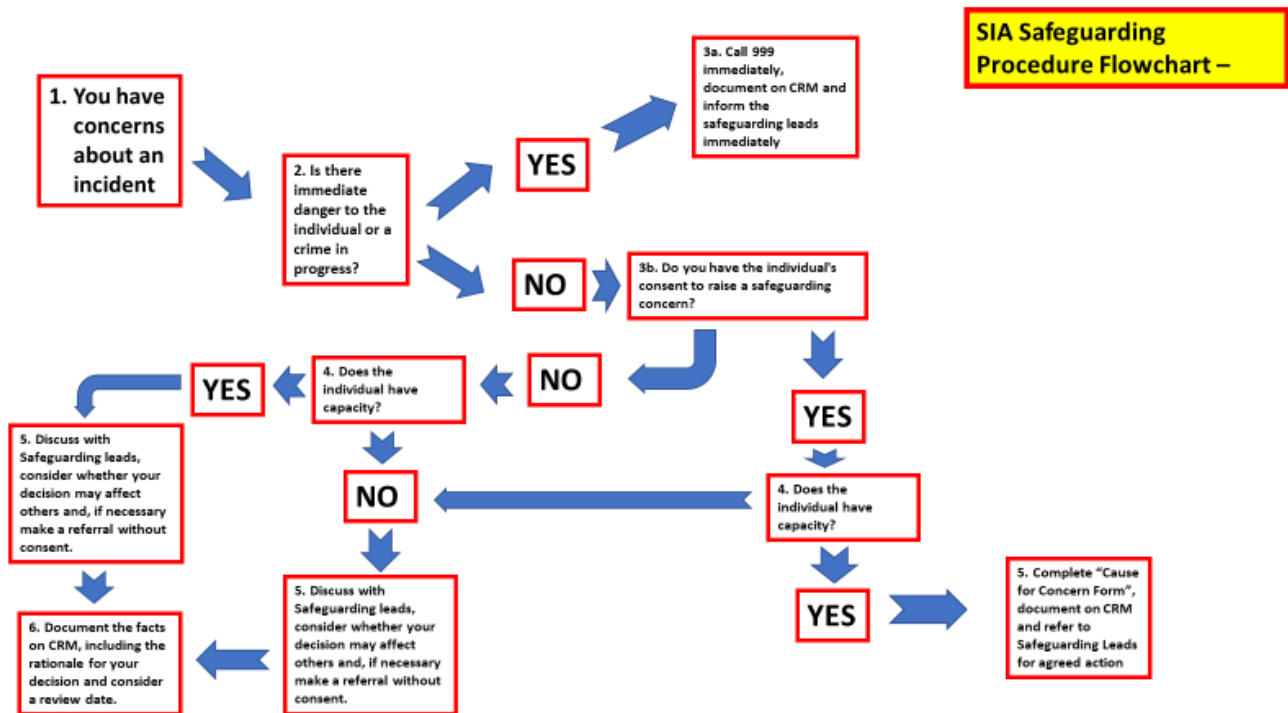 SIA Safeguarding
Procedure Flowchart –
1. You have
concerns
about an
incident
2. Is there
immediate
danger to the
individual or a
crime in
progress?
YES
3a. Call 999
immediately,
document on CRM and
inform the
safeguarding leads
immediately
NO
3b. Do you have the individual's
consent to raise a safeguarding
concern?
NO
4. Does the
individual have
capacity?
YES
5. Discuss with
Safeguarding leads,
consider whether your
decision may affect
others and, if necessary
make a referral without
consent.
6. Document the facts
on CRM, including the
rationale for your
decision and consider
a review date.
NO
5. Discuss with
Safeguarding leads,
consider whether your
decision may affect
others and, if necessary
make a referral without
consent.
YES
4. Does the
individual have
capacity?
YES
5. Complete “Cause
for Concern Form”,
document on CRM
and refer to
Safeguarding Leads
for agreed action